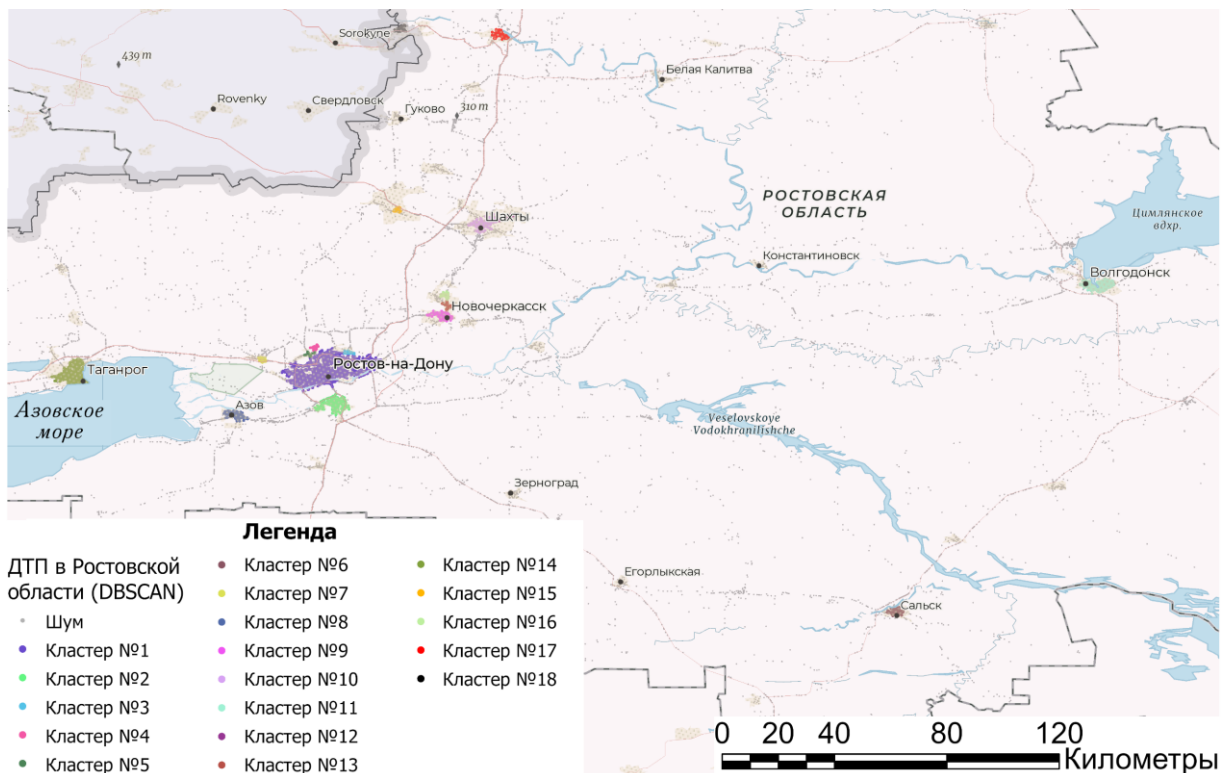 Sorokyne
439 m
Белая Калитва
Rovenky
Свердловск
Гуково
310 m
РОСТОВСКАЯ
ОБЛАСТЬ
Шахты
Цимлянское
вдхр.
Константиновск
Волгодонск
Новочеркасск
Ростов-на-Дону
Таганрог
Азовское
море
Азов
Veselovskoye
Vodokhranilishche
Зерноград
Егорлыкская
Сальск
Легенда
ДТП в Ростовской
области (DBSCAN)
Шум
Кластер №1
Кластер №2
Кластер №3
Кластер №4
Кластер №5
Кластер №6
Кластер №7
Кластер №8
Кластер №9
Кластер №10
Кластер №11
Кластер №12
Кластер №13
Кластер №14
Кластер №15
Кластер №16
Кластер №17
Кластер №18
0 20 40 80 120
Километры